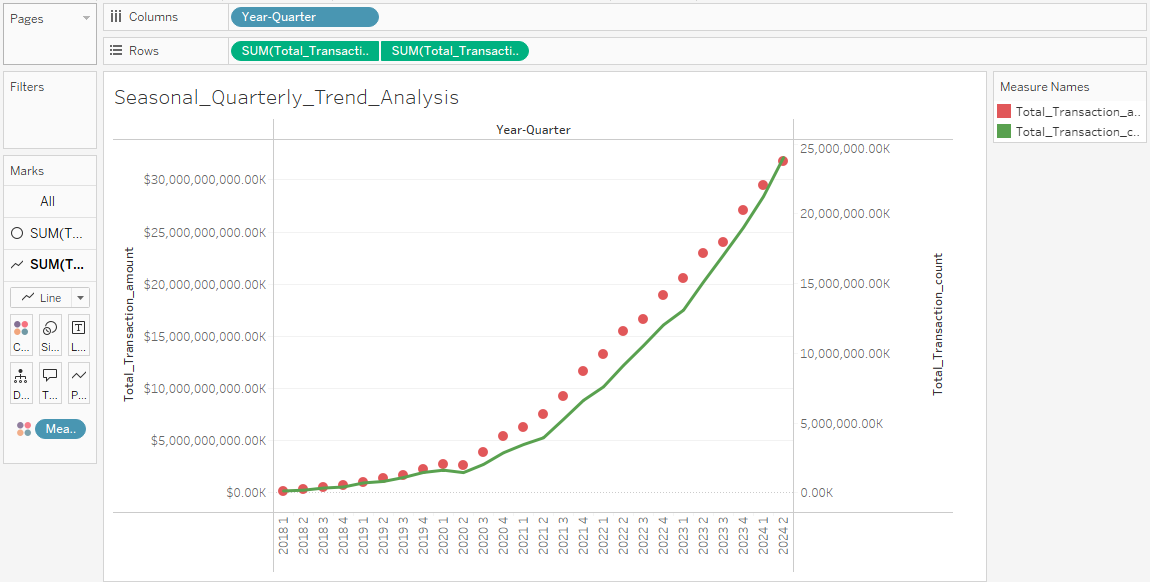 Pages
Columns
Year-Quarter
Rows
SUM(Total_Transacti..
SUM(Total_Transacti..
Filters
Marks
All
SUM(T...
SUM(T...
Line
C...
Si...
L...
D...
T...
P...
Mea..
Seasonal_Quarterly_Trend_Analysis
Year-Quarter
Total_Transaction_amount
$30,000,000,000.00K
$25,000,000,000.00K
$20,000,000,000.00K
$15,000,000,000.00K
$10,000,000,000.00K
$5,000,000,000.00K
$0.00K
25,000,000.00K
20,000,000.00K
15,000,000.00K
10,000,000.00K
5,000,000.00K
0.00K
Total_Transaction_count
2018 1
2018 2
2018 3
2018 4
2019 1
2019 2
2019 3
2019 4
2020 1
2020 2
2020 3
2020 4
2021 1
2021 2
2021 3
2021 4
2022 1
2022 2
2022 3
2022 4
2023 1
2023 2
2023 3
2023 4
2024 1
2024 2
Measure Names
Total_Transaction_a..
Total_Transaction_c..